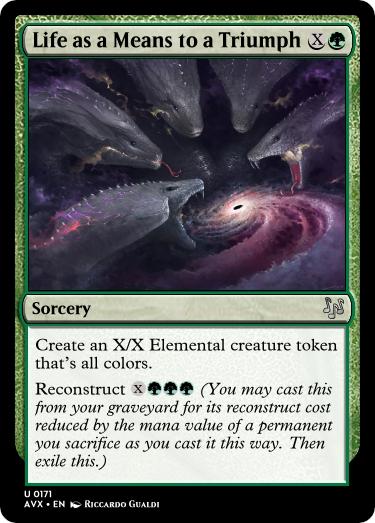 Life as a Means to a Triumph X
Sorcery
Create an X/X Elemental creature token
that's all colors.
Reconstruct X (You may cast this
from your graveyard for its reconstruct cost
reduced by the mana value of a permanent
you sacrifice as you cast it this way. Then
exile this.)
U 0171
AVX • EN Riccardo Gualdi